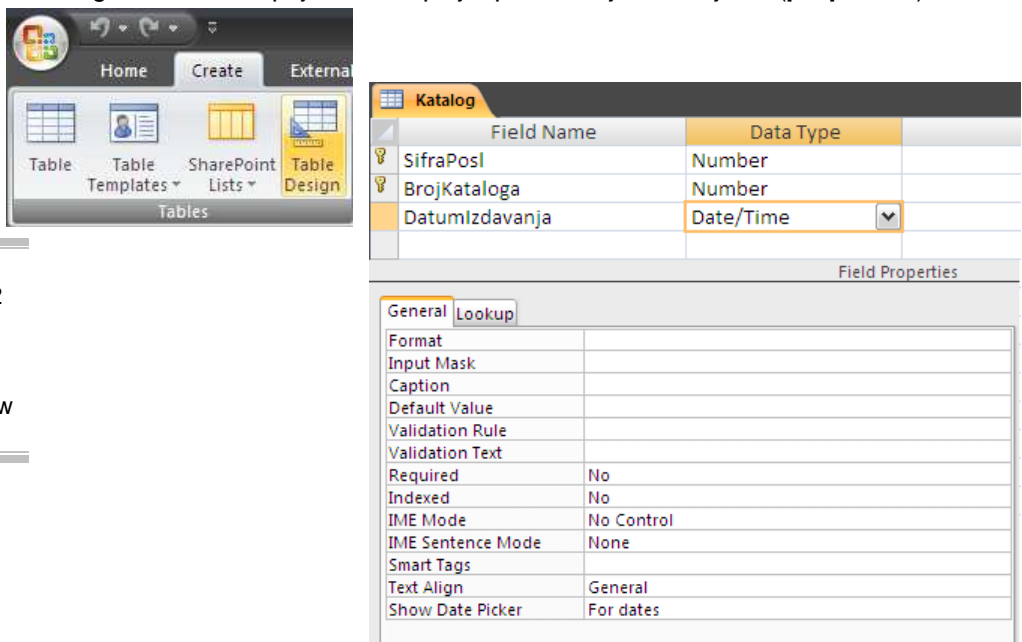 Home Create External
Table Table SharePoint Table
Templates Lists Design
Tables
Katalog
Field Name Data Type
SifraPosl Number
BrojKataloga Number
DatumIzdavanja Date/Time
Field Properties
General Lookup
Format
Input Mask
Caption
Default Value
Validation Rule
Validation Text
Required No
Indexed No
IME Mode No Control
IME Sentence Mode None
Smart Tags
Text Align General
Show Date Picker For dates